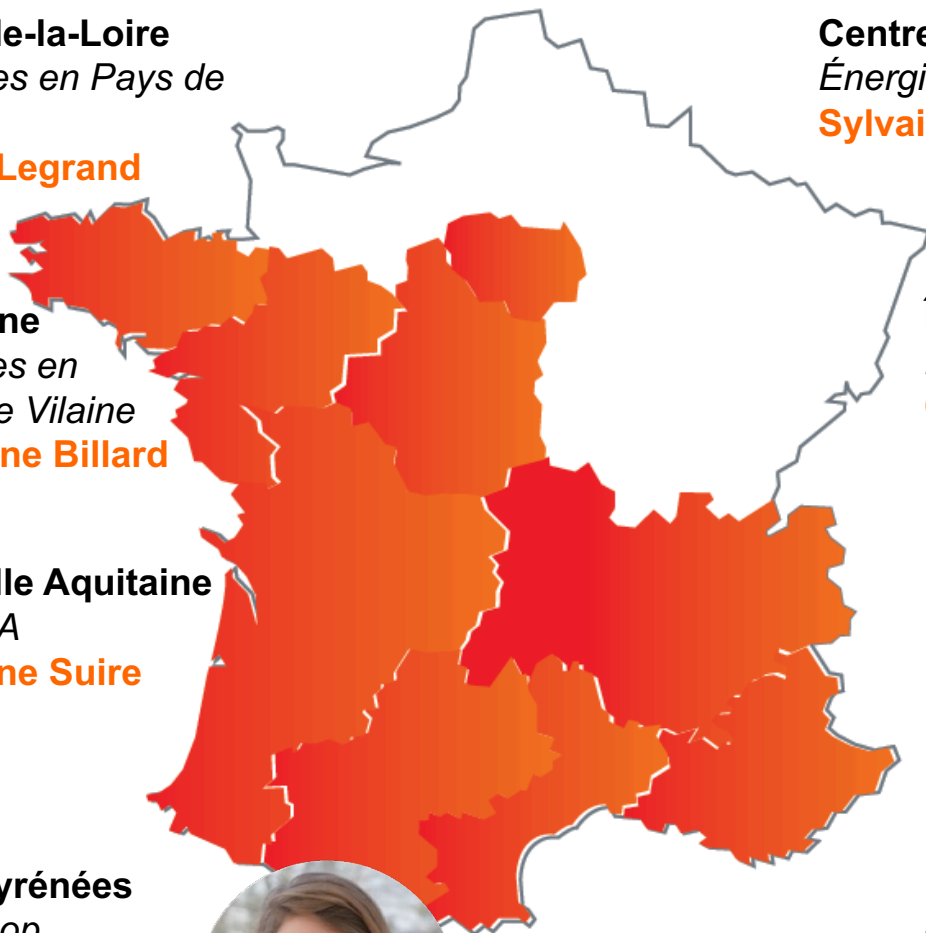 de-la-Loire
es en Pays de
Legrand
Centre
Énergi
Sylvai
ne
es en
e Vilaine
ne Billard
lle Aquitaine
A
ne Suire
yrénées
on